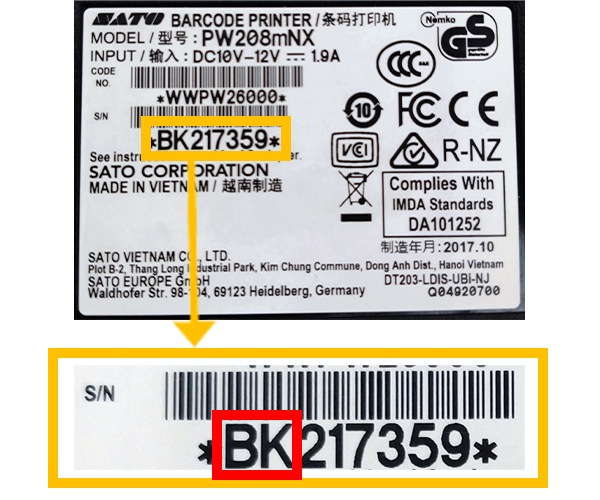 SATO BARCODE PRINTER/条码打印机
MODEL / 型号: PW208mNX
INPUT / 输入: DC10V-12V ⎓ 1.9A
CODE NO.
*WWPW26000*
S/N
*BK217359*
See instru er.
SATO CORPORATION
MADE IN VIETNAM / 越南制造
Nemko
GS
CCC
10
FC CE
VCI R-NZ
Complies With
IMDA Standards
DA101252
制造年月: 2017.10
SATO VIETNAM CO., LTD.
Plot B-2, Thang Long Industrial Park, Kim Chung Commune, Dong Anh Dist., Hanoi Vietnam
SATO EUROPE GmbH DT203-LDIS-UBi-NJ
Waldhofer Str. 98-104, 69123 Heidelberg, Germany Q04920700
S/N
*BK217359*